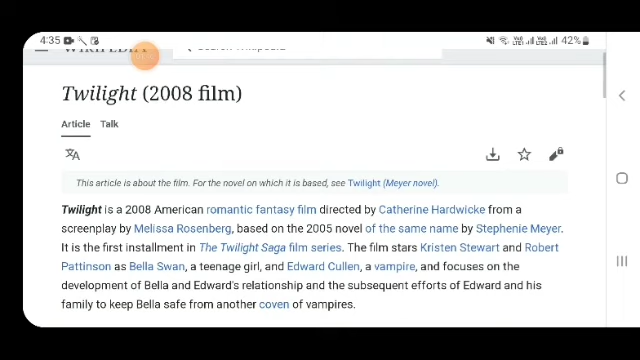 4:35 42%
Twilight (2008 film)
Article Talk
This article is about the film. For the novel on which it is based, see Twilight (Meyer novel).
Twilight is a 2008 American romantic fantasy film directed by Catherine Hardwicke from a
screenplay by Melissa Rosenberg, based on the 2005 novel of the same name by Stephenie Meyer.
It is the first installment in The Twilight Saga film series. The film stars Kristen Stewart and Robert
Pattinson as Bella Swan, a teenage girl, and Edward Cullen, a vampire, and focuses on the
development of Bella and Edward's relationship and the subsequent efforts of Edward and his
family to keep Bella safe from another coven of vampires.